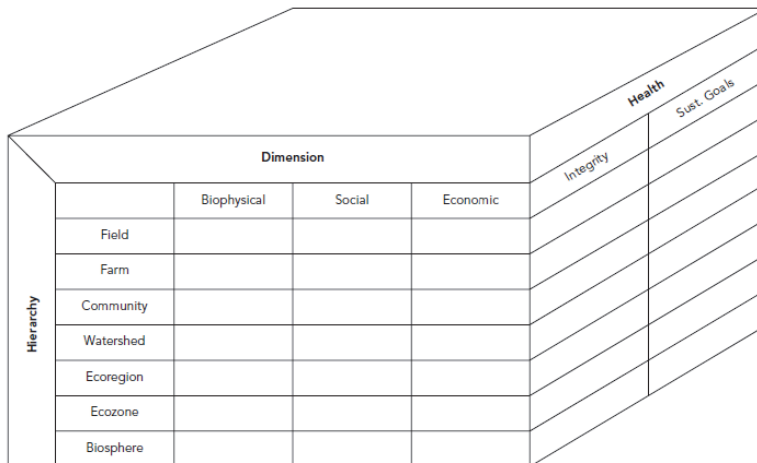 Health
Sust. Goals
Integrity
Dimension
Biophysical Social Economic
Hierarchy
Field
Farm
Community
Watershed
Ecoregion
Ecozone
Biosphere